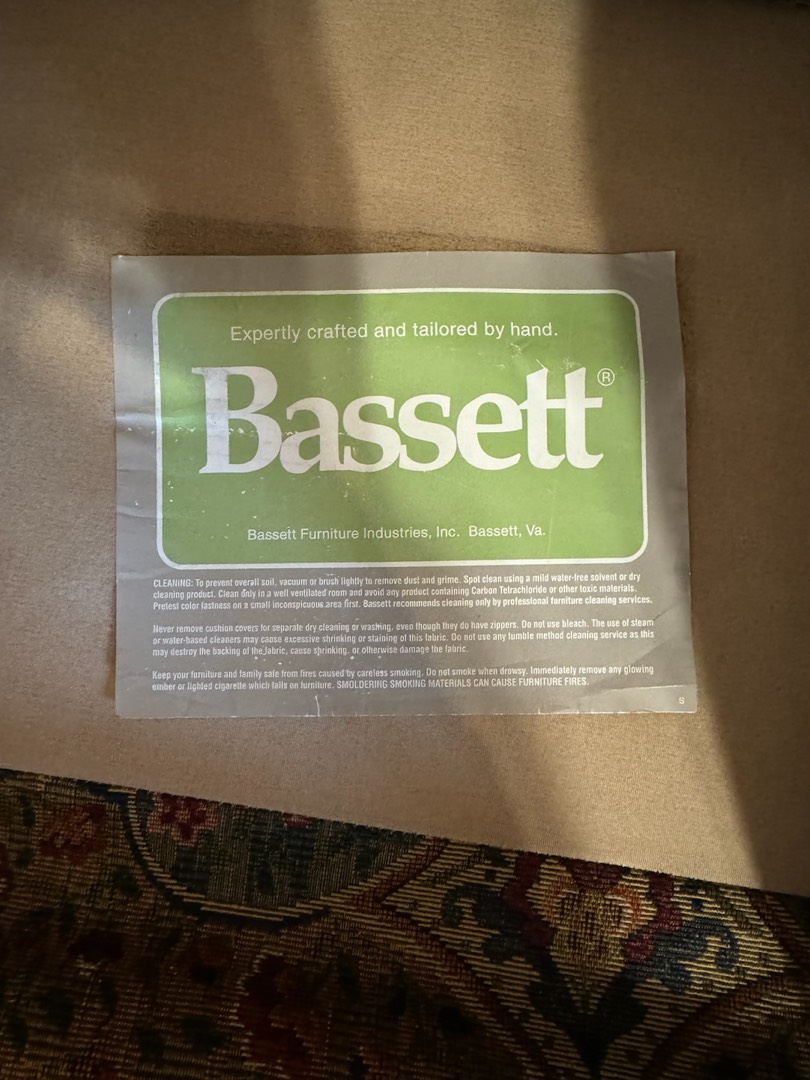 Expertly crafted and tailored by hand.
Bassett®
Bassett Furniture Industries, Inc. Bassett, Va.
CLEANING: To prevent overall soil, vacuum or brush lightly to remove dust and grime. Spot clean using a mild water-free solvent or dry
cleaning product. Clean only in a well ventilated room and avoid any product containing Carbon Tetrachloride or other toxic materials.
Pretest color fastness on a small inconspicuous area first. Bassett recommends cleaning only by professional furniture cleaning services.
Never remove cushion covers for separate dry cleaning or washing, even though they do have zippers. Do not use bleach. The use of steam
or water-based cleaners may cause excessive shrinking or staining of this fabric. Do not use any tumble method cleaning service as this
may destroy the backing of the fabric, cause shrinking, or otherwise damage the fabric.
Keep your furniture and family safe from fires caused by careless smoking. Do not smoke when drowsy. Immediately remove any glowing
ember or lighted cigarette which falls on furniture. SMOLDERING SMOKING MATERIALS CAN CAUSE FURNITURE FIRES.
S